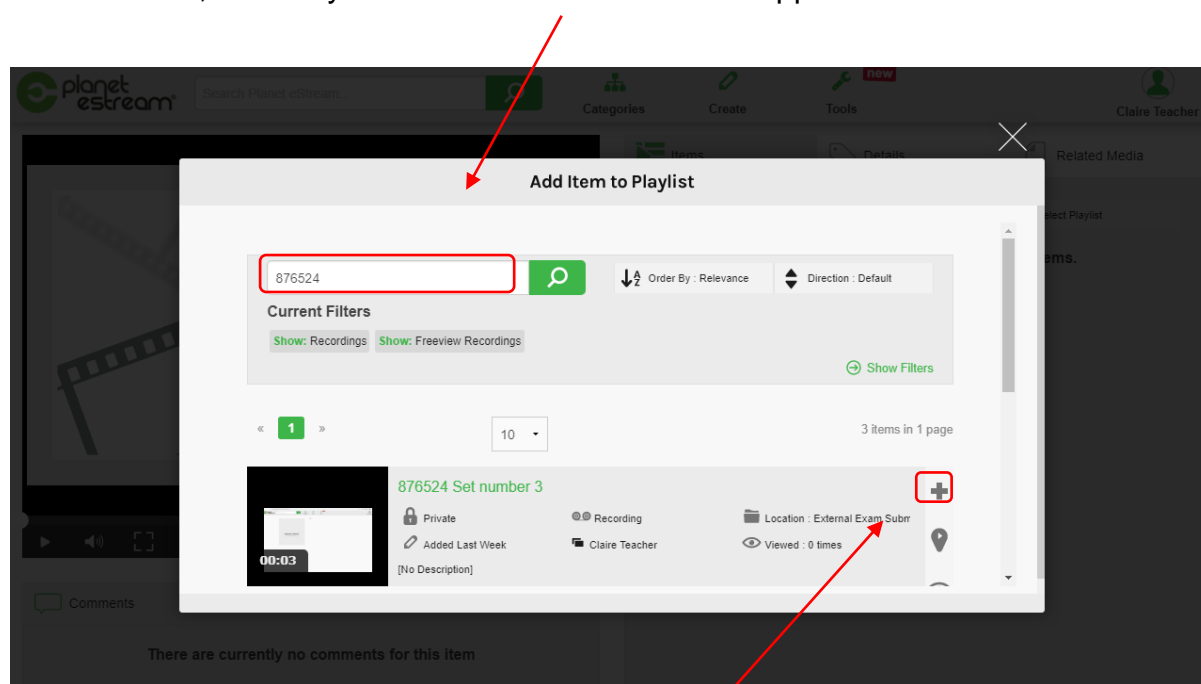 planet
estream
Search Planet eStream...
Categories
Create
new
Tools
Claire Teacher
Items
Details
Related Media
Add Item to Playlist
elect Playlist
ems.
876524
Order By : Relevance
Direction : Default
Current Filters
Show: Recordings Show: Freeview Recordings
Show Filters
« 1 »
10
3 items in 1 page
876524 Set number 3
Private
Recording
Location : External Exam Subm
Added Last Week
Claire Teacher
Viewed : 0 times
00:03
[No Description]
Comments
There are currently no comments for this item